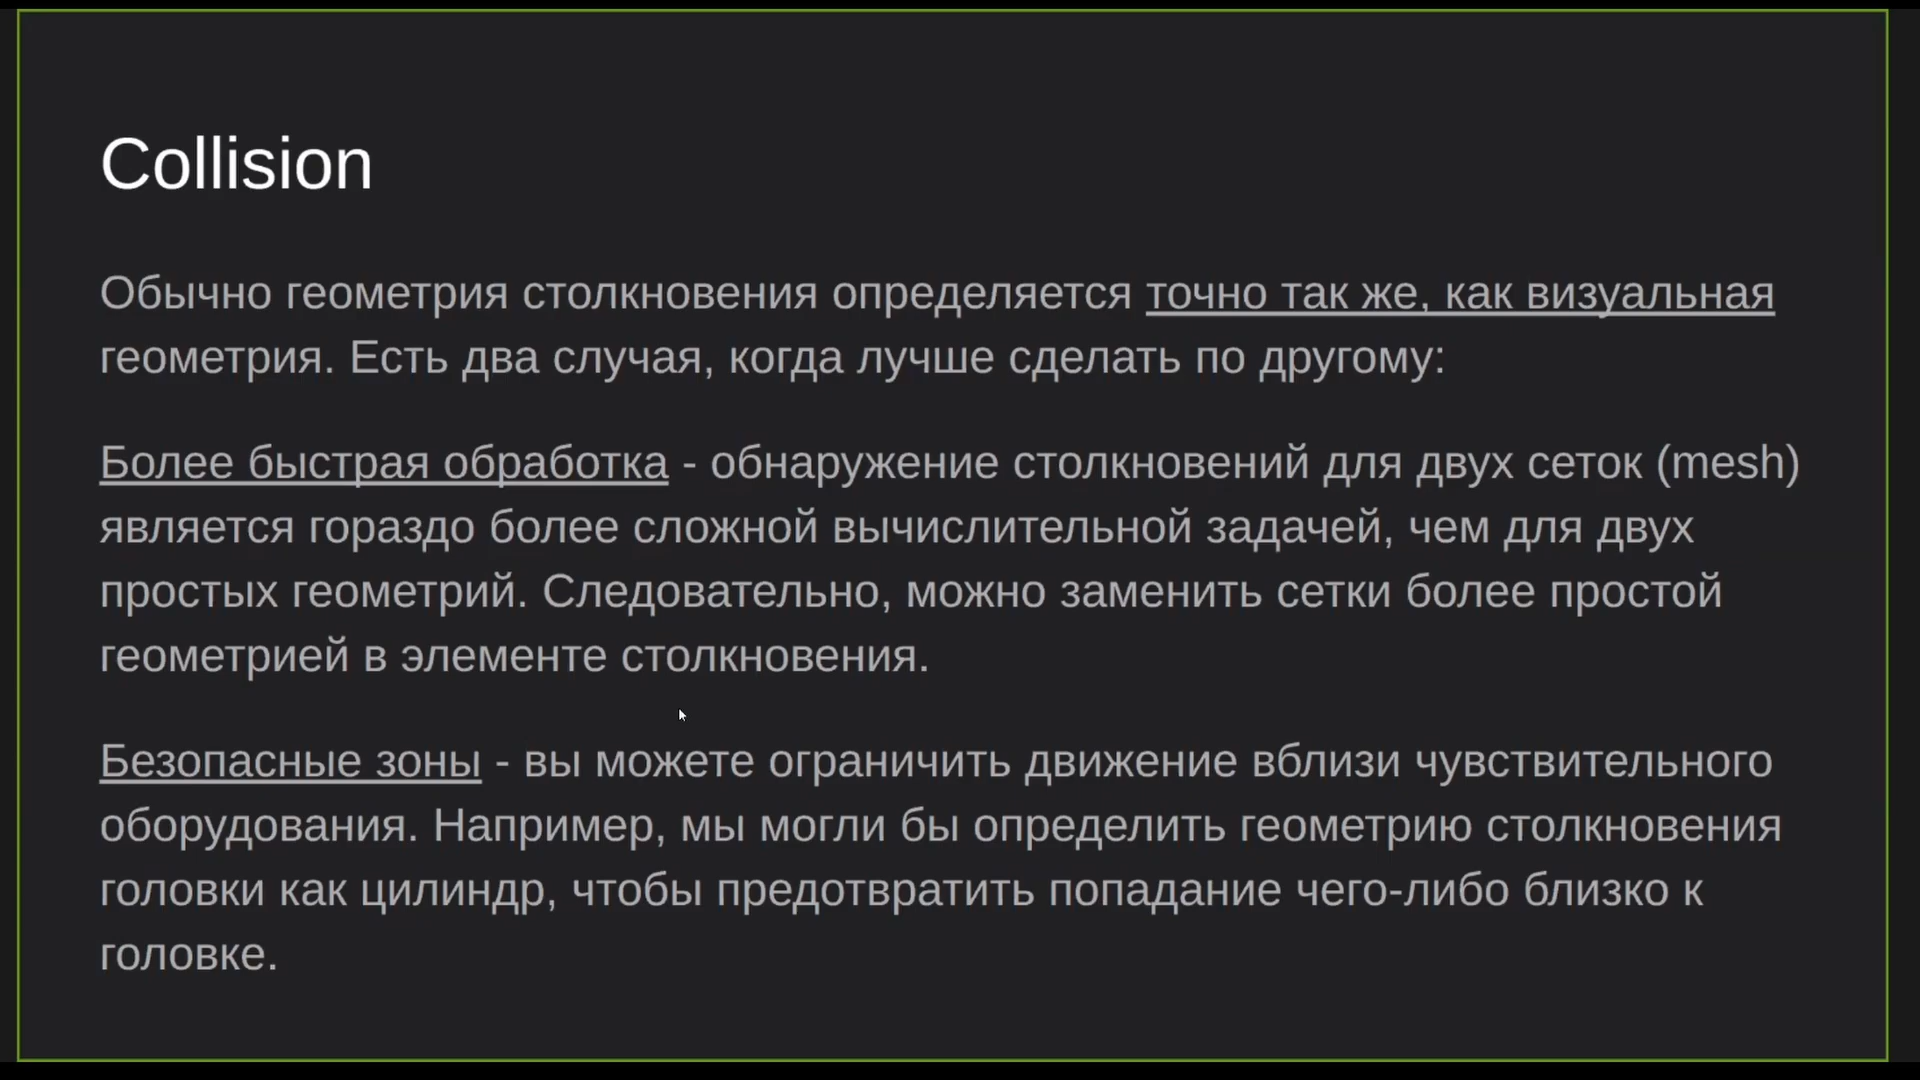 Collision
Обычно геометрия столкновения определяется точно так же, как визуальная
геометрия. Есть два случая, когда лучше сделать по другому:
Более быстрая обработка - обнаружение столкновений для двух сеток (mesh)
является гораздо более сложной вычислительной задачей, чем для двух
простых геометрий. Следовательно, можно заменить сетки более простой
геометрией в элементе столкновения.
Безопасные зоны - вы можете ограничить движение вблизи чувствительного
оборудования. Например, мы могли бы определить геометрию столкновения
головки как цилиндр, чтобы предотвратить попадание чего-либо близко к
головке.